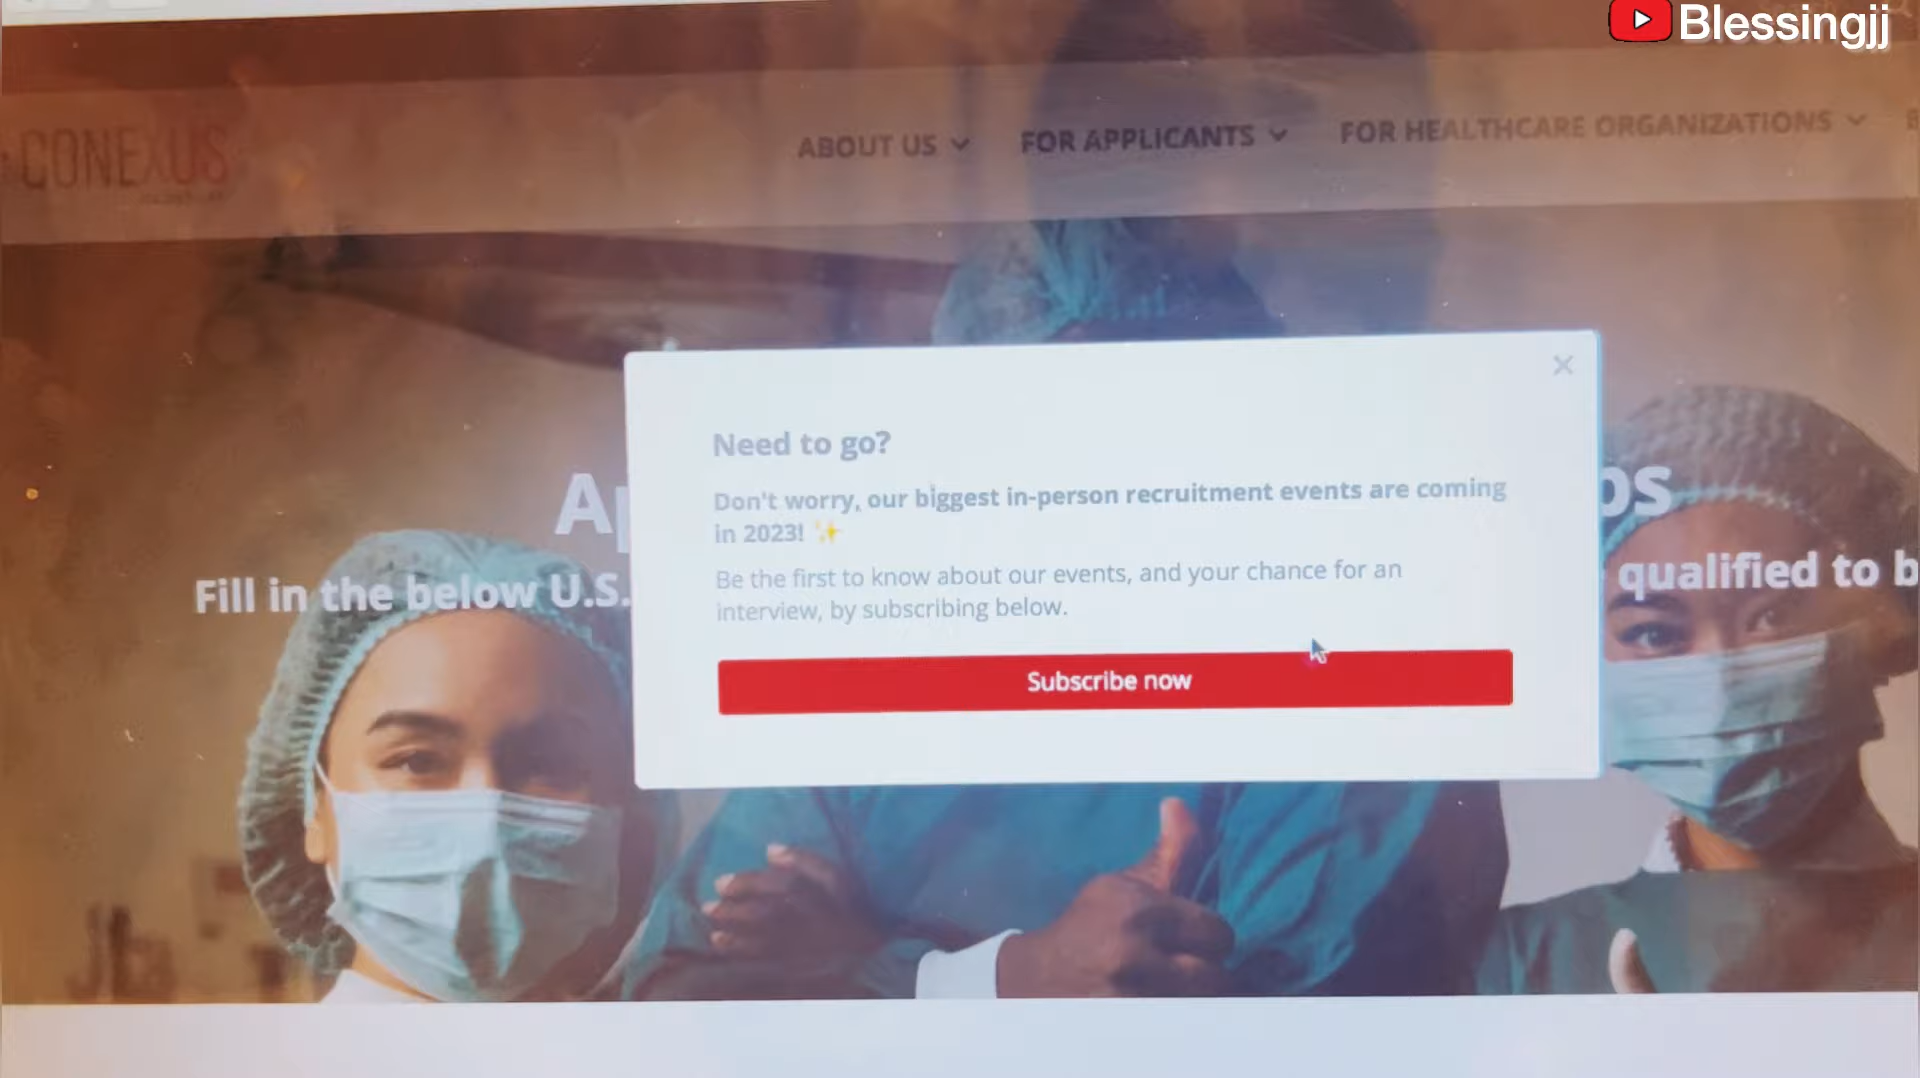 Blessingjj
CONEXUS
ABOUT US
FOR APPLICANTS
FOR HEALTHCARE ORGANIZATIONS
Need to go?
Don't worry, our biggest in-person recruitment events are coming
in 2023! ✨
Be the first to know about our events, and your chance for an
interview, by subscribing below.
Subscribe now
Fill in the below U.S.
qualified to b